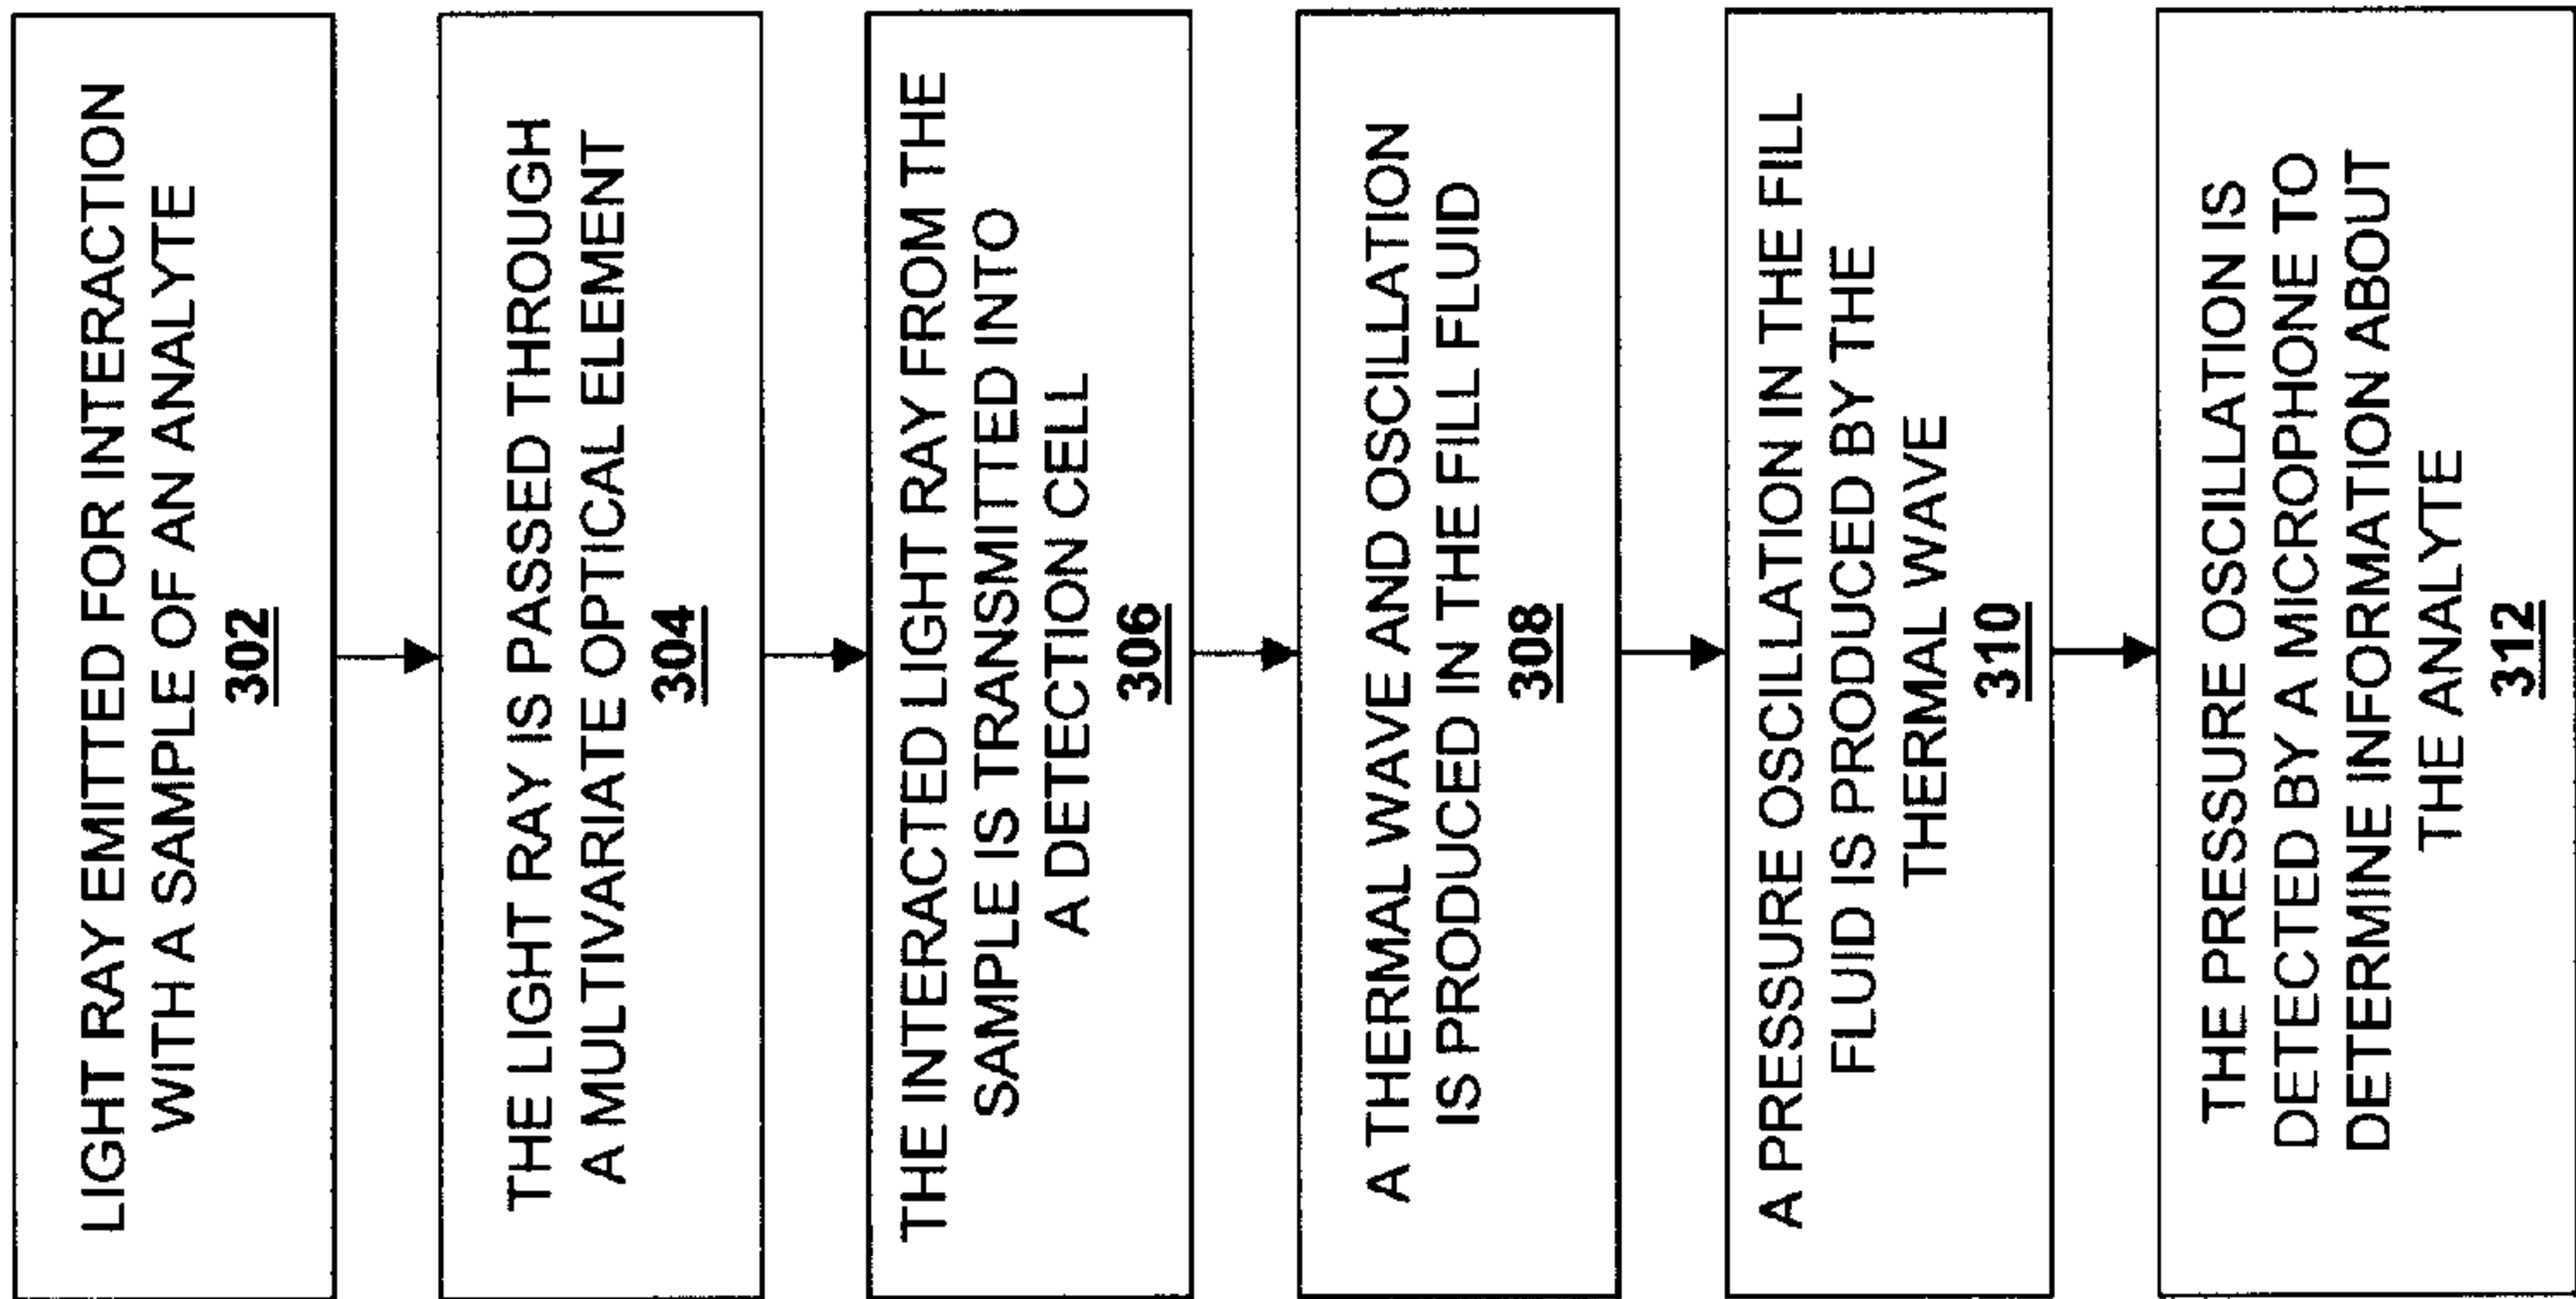 LIGHT RAY EMITTED FOR INTERACTION
WITH A SAMPLE OF AN ANALYTE
302
THE LIGHT RAY IS PASSED THROUGH
A MULTIVARIATE OPTICAL ELEMENT
304
THE INTERACTED LIGHT RAY FROM THE
SAMPLE IS TRANSMITTED INTO
A DETECTION CELL
306
A THERMAL WAVE AND OSCILLATION
IS PRODUCED IN THE FILL FLUID
308
A PRESSURE OSCILLATION IN THE FILL
FLUID IS PRODUCED BY THE
THERMAL WAVE
310
THE PRESSURE OSCILLATION IS
DETECTED BY A MICROPHONE TO
DETERMINE INFORMATION ABOUT
THE ANALYTE
312